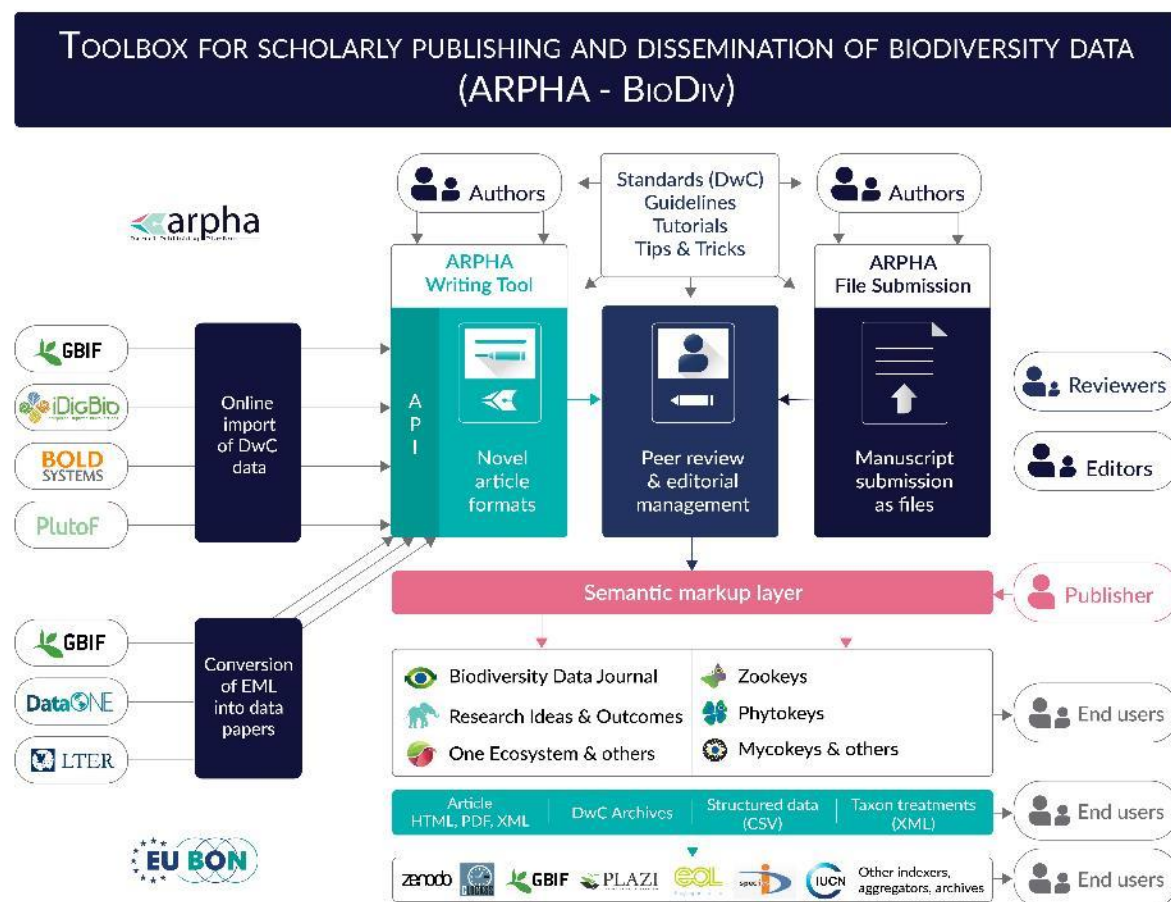 TOOLBOX FOR SCHOLARLY PUBLISHING AND DISSEMINATION OF BIODIVERSITY DATA
(ARPHA - BIODIV)
arpha
Authors
Standards (DwC)
Guidelines
Tutorials
Tips & Tricks
Authors
ARPHA
Writing Tool
ARPHA
File Submission
GBIF
iDigBio
BOLD
SYSTEMS
PlutoF
Online
import
of DwC
data
API
Novel
article
formats
Peer review
& editorial
management
Manuscript
submission
as files
Reviewers
Editors
Semantic markup layer
Publisher
GBIF
DataONE
LTER
Conversion
of EML
into data
papers
Biodiversity Data Journal
Research Ideas & Outcomes
One Ecosystem & others
Zookeys
Phytokeys
Mycokeys & others
End users
Article
HTML, PDF, XML
DwC Archives
Structured data
(CSV)
Taxon treatments
(XML)
End users
EU BON
zenodo
GBIF
PLAZI
eol
IUCN
Other indexers,
aggregators, archives
End users